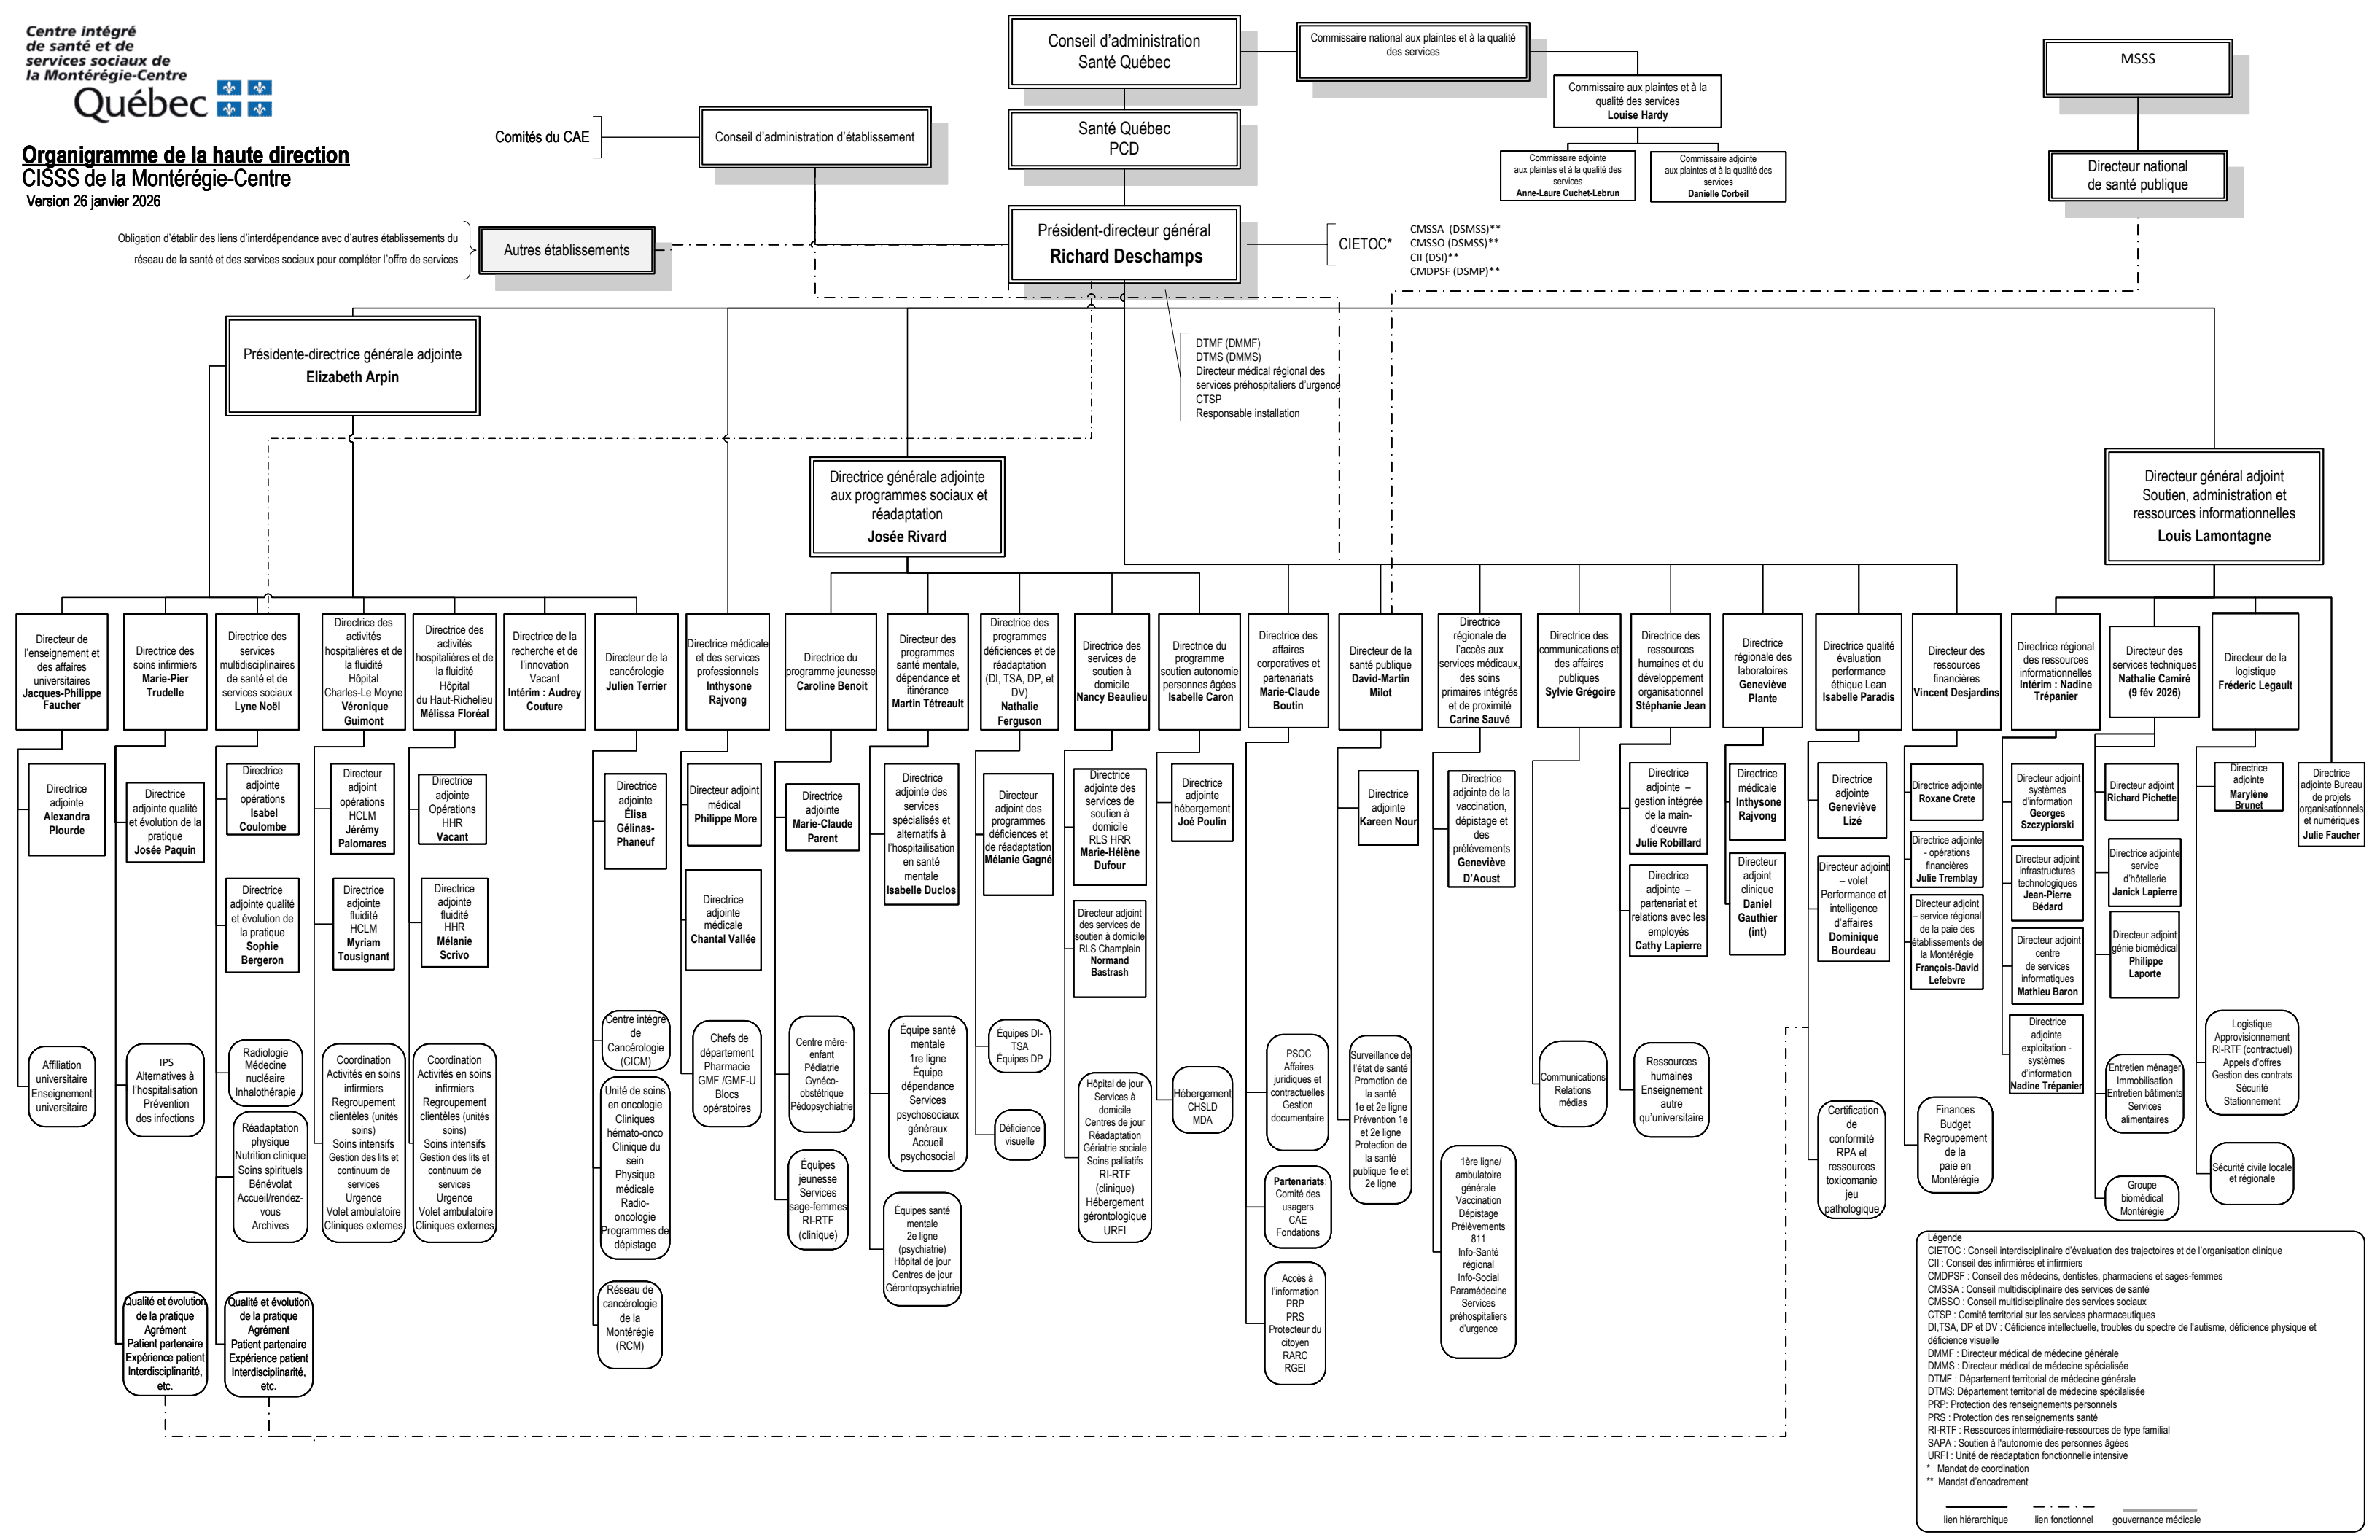 Centre intégré
de santé et de
services sociaux de
la Montérégie-Centre
Québec
Organigramme de la haute direction
CISSS de la Montérégie-Centre
Version 26 janvier 2026
Conseil d'administration
Santé Québec
Commissaire national aux plaintes et à la qualité
des services
MSSS
Commissaire aux plaintes et à la
qualité des services
Louise Hardy
Comités du CAE
Conseil d'administration d'établissement
Santé Québec
PCD
Commissaire adjointe
aux plaintes et à la qualité des
services
Anne-Laure Cuchet-Lebrun
Commissaire adjointe
aux plaintes et à la qualité des
services
Danielle Corbeil
Directeur national
de santé publique
Obligation d'établir des liens d'interdépendance avec d'autres établissements du
réseau de la santé et des services sociaux pour compléter l'offre de services
Autres établissements
Président-directeur général
Richard Deschamps
CIETOC*
CMSSA (DSMSS)**
CMSSO (DSMSS)**
CII (DSI)**
CMDPSF (DSMP)**
Présidente-directrice générale adjointe
Elizabeth Arpin
DTMF (DMMF)
DTMS (DMMS)
Directeur médical régional des
services préhospitaliers d'urgence
CTSP
Responsable installation
Directrice générale adjointe
aux programmes sociaux et
réadaptation
Josée Rivard
Directeur général adjoint
Soutien, administration et
ressources informationnelles
Louis Lamontagne
Directeur de
l'enseignement et
des affaires
universitaires
Jacques-Philippe
Faucher
Directrice des
soins infirmiers
Marie-Pier
Trudelle
Directrice des
services
multidisciplinaires
de santé et de
services sociaux
Lyne Noël
Directrice des
activités
hospitalières et de
la fluidité
Hôpital
Charles-Le Moyne
Véronique
Guimont
Directrice des
activités
hospitalières et de
la fluidité
Hôpital
du Haut-Richelieu
Mélissa Floréal
Directrice de la
recherche et de
l'innovation
Vacant
Intérim : Audrey
Couture
Directeur de la
cancérologie
Julien Terrier
Directrice médicale
et des services
professionnels
Inthysone
Rajvong
Directrice du
programme jeunesse
Caroline Benoit
Directeur des
programmes
santé mentale,
dépendance et
itinérance
Martin Tétreault
Directrice des
programmes
déficiences et de
réadaptation
(DI, TSA, DP, et
DV)
Nathalie
Ferguson
Directrice des
services de
soutien à
domicile
Nancy Beaulieu
Directrice du
programme
soutien autonomie
personnes âgées
Isabelle Caron
Directrice des
affaires
corporatives et
partenariats
Marie-Claude
Boutin
Directeur de la
santé publique
David-Martin
Milot
Directrice
régionale de
l'accès aux
services médicaux,
des soins
primaires intégrés
et de proximité
Carine Sauvé
Directrice des
communications et
des affaires
publiques
Sylvie Grégoire
Directrice des
ressources
humaines et du
développement
organisationnel
Stéphanie Jean
Directrice
régionale des
laboratoires
Geneviève
Plante
Directrice qualité
évaluation
performance
éthique Lean
Isabelle Paradis
Directeur des
ressources
financières
Vincent Desjardins
Directrice régional
des ressources
informationnelles
Intérim : Nadine
Trépanier
Directeur des
services techniques
Nathalie Camiré
(9 fév 2026)
Directeur de la
logistique
Fréderic Legault
Directrice
adjointe
Alexandra
Plourde
Directrice
adjointe qualité
et évolution de la
pratique
Josée Paquin
Directrice
adjointe
opérations
Isabel
Coulombe
Directeur
adjoint
opérations
HCLM
Jérémy
Palomares
Directrice
adjointe
Opérations
HHR
Vacant
Directrice
adjointe
Élisa
Gélinas-
Phaneuf
Directeur adjoint
médical
Philippe More
Directrice
adjointe
Marie-Claude
Parent
Directrice
adjointe des
services
spécialisés et
alternatifs à
l'hospitailisation
en santé
mentale
Isabelle Duclos
Directeur
adjoint des
programmes
déficiences et
de réadaptation
Mélanie Gagné
Directrice
adjointe des
services de
soutien à
domicile
RLS HRR
Marie-Hélène
Dufour
Directrice
adjointe
hébergement
Joé Poulin
Directrice
adjointe
Kareen Nour
Directrice
adjointe de la
vaccination,
dépistage et
des
prélèvements
Geneviève
D'Aoust
Directrice
adjointe –
gestion intégrée
de la main-
d'oeuvre
Julie Robillard
Directrice
médicale
Inthysone
Rajvong
Directrice
adjointe
Geneviève
Lizé
Directrice adjointe
Roxane Crete
Directeur adjoint
systèmes
d'information
Georges
Szczypiorski
Directeur adjoint
Richard Pichette
Directrice
adjointe
Marylène
Brunet
Directrice
adjointe Bureau
de projets
organisationnels
et numériques
Julie Faucher
Directrice
adjointe qualité
et évolution de
la pratique
Sophie
Bergeron
Directrice
adjointe
fluidité
HCLM
Myriam
Tousignant
Directrice
adjointe
fluidité
HHR
Mélanie
Scrivo
Directrice
adjointe
médicale
Chantal Vallée
Directeur adjoint
des services de
soutien à domicile
RLS Champlain
Normand
Bastrash
Directrice
adjointe –
partenariat et
relations avec les
employés
Cathy Lapierre
Directeur
adjoint
clinique
Daniel
Gauthier
(int)
Directeur adjoint
– volet
Performance et
intelligence
d'affaires
Dominique
Bourdeau
Directrice adjointe
- opérations
financières
Julie Tremblay
Directeur adjoint
– service régional
de la paie des
établissements de
la Montérégie
François-David
Lefebvre
Directeur adjoint
infrastructures
technologiques
Jean-Pierre
Bédard
Directeur adjoint
centre
de services
informatiques
Mathieu Baron
Directrice
adjointe
exploitation -
systèmes
d'information
Nadine Trépanier
Directrice adjointe
service
d'hôtellerie
Janick Lapierre
Directeur adjoint
génie biomédical
Philippe
Laporte
Affiliation
universitaire
Enseignement
universitaire
IPS
Alternatives à
l'hospitalisation
Prévention
des infections
Radiologie
Médecine
nucléaire
Inhalothérapie
Réadaptation
physique
Nutrition clinique
Soins spirituels
Bénévolat
Accueil/rendez-
vous
Archives
Coordination
Activités en soins
infirmiers
Regroupement
clientèles (unités
soins)
Soins intensifs
Gestion des lits et
continuum de
services
Urgence
Volet ambulatoire
Cliniques externes
Coordination
Activités en soins
infirmiers
Regroupement
clientèles (unités
soins)
Soins intensifs
Gestion des lits et
continuum de
services
Urgence
Volet ambulatoire
Cliniques externes
Centre intégré
de
Cancérologie
(CICM)
Unité de soins
en oncologie
Cliniques
hémato-onco
Clinique du
sein
Physique
médicale
Radio-
oncologie
Programmes de
dépistage
Réseau de
cancérologie
de la
Montérégie
(RCM)
Chefs de
département
Pharmacie
GMF /GMF-U
Blocs
opératoires
Centre mère-
enfant
Pédiatrie
Gynéco-
obstétrique
Pédopsychiatrie
Équipes
jeunesse
Services
sage-femmes
RI-RTF
(clinique)
Équipe santé
mentale
1re ligne
Équipe
dépendance
Services
psychosociaux
généraux
Accueil
psychosocial
Équipes santé
mentale
2e ligne
(psychiatrie)
Hôpital de jour
Centres de jour
Gérontopsychiatrie
Équipes DI-
TSA
Équipes DP
Déficience
visuelle
Hôpital de jour
Services à
domicile
Centres de jour
Réadaptation
Gériatrie sociale
Soins palliatifs
RI-RTF
(clinique)
Hébergement
gérontologique
URFI
Hébergement
CHSLD
MDA
PSOC
Affaires
juridiques et
contractuelles
Gestion
documentaire
Partenariats:
Comité des
usagers
CAE
Fondations
Accès à
l'information
PRP
PRS
Protecteur du
citoyen
RARC
RGEI
Surveillance de
l'état de santé
Promotion de
la santé
1e et 2e ligne
Prévention 1e
et 2e ligne
Protection de
la santé
publique 1e et
2e ligne
1ère ligne/
ambulatoire
générale
Vaccination
Dépistage
Prélèvements
811
Info-Santé
régional
Info-Social
Paramédecine
Services
préhospitaliers
d'urgence
Communications
Relations
médias
Ressources
humaines
Enseignement
autre
qu'universitaire
Certification
de
conformité
RPA et
ressources
toxicomanie
jeu
pathologique
Finances
Budget
Regroupement
de la
paie en
Montérégie
Entretien ménager
Immobilisation
Entretien bâtiments
Services
alimentaires
Groupe
biomédical
Montérégie
Logistique
Approvisionnement
RI-RTF (contractuel)
Appels d'offres
Gestion des contrats
Sécurité
Stationnement
Sécurité civile locale
et régionale
Qualité et évolution
de la pratique
Agrément
Patient partenaire
Expérience patient
Interdisciplinarité,
etc.
Qualité et évolution
de la pratique
Agrément
Patient partenaire
Expérience patient
Interdisciplinarité,
etc.
Légende
CIETOC : Conseil interdisciplinaire d'évaluation des trajectoires et de l'organisation clinique
CII : Conseil des infirmières et infirmiers
CMDPSF : Conseil des médecins, dentistes, pharmaciens et sages-femmes
CMSSA : Conseil multidisciplinaire des services de santé
CMSSO : Conseil multidisciplinaire des services sociaux
CTSP : Comité territorial sur les services pharmaceutiques
DI,TSA, DP et DV : Céficience intellectuelle, troubles du spectre de l'autisme, déficience physique et
déficience visuelle
DMMF : Directeur médical de médecine générale
DMMS : Directeur médical de médecine spécialisée
DTMF : Département territorial de médecine générale
DTMS: Département territorial de médecine spécilalisée
PRP: Protection des renseignements personnels
PRS : Protection des renseignements santé
RI-RTF : Ressources intermédiaire-ressources de type familial
SAPA : Soutien à l'autonomie des personnes âgées
URFI : Unité de réadaptation fonctionnelle intensive
* Mandat de coordination
** Mandat d'encadrement
lien hiérarchique
lien fonctionnel
gouvernance médicale